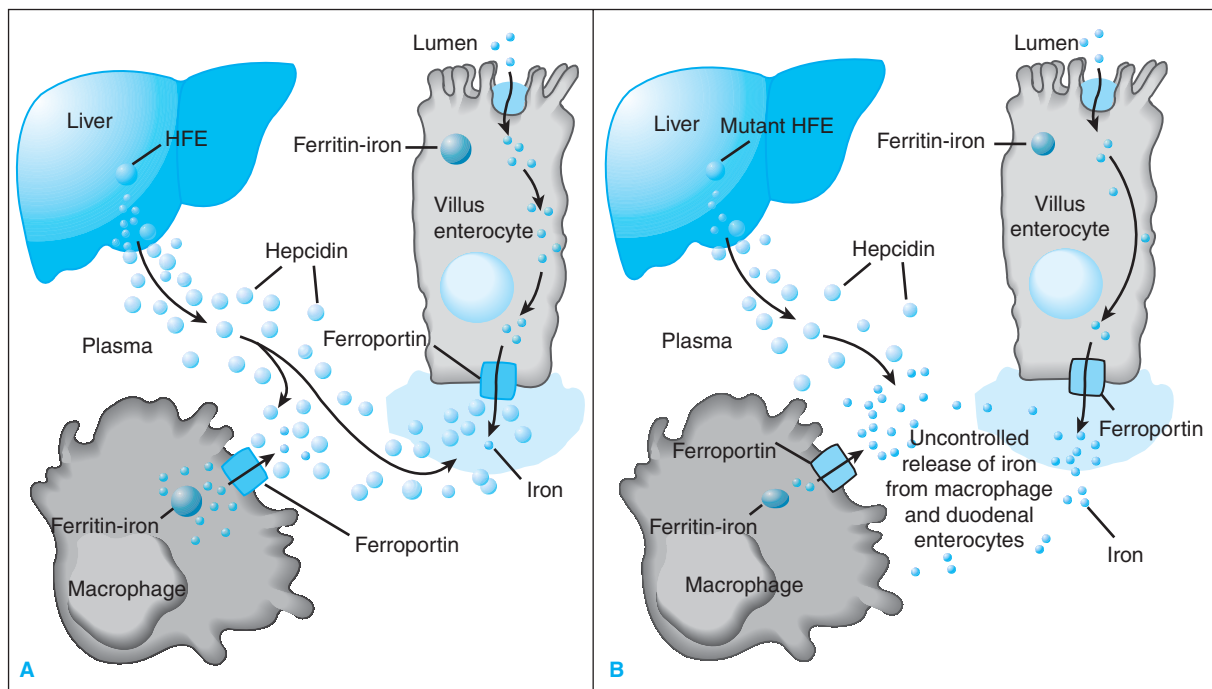 Lumen
Liver
HFE
Ferritin-iron
Villus
enterocyte
Hepcidin
Plasma
Ferroportin
Iron
Ferritin-iron
Ferroportin
Macrophage
A
Lumen
Liver
Mutant HFE
Ferritin-iron
Villus
enterocyte
Hepcidin
Plasma
Ferroportin
Ferroportin
Uncontrolled
release of iron
from macrophage
and duodenal
enterocytes
Ferritin-iron
Iron
Macrophage
B